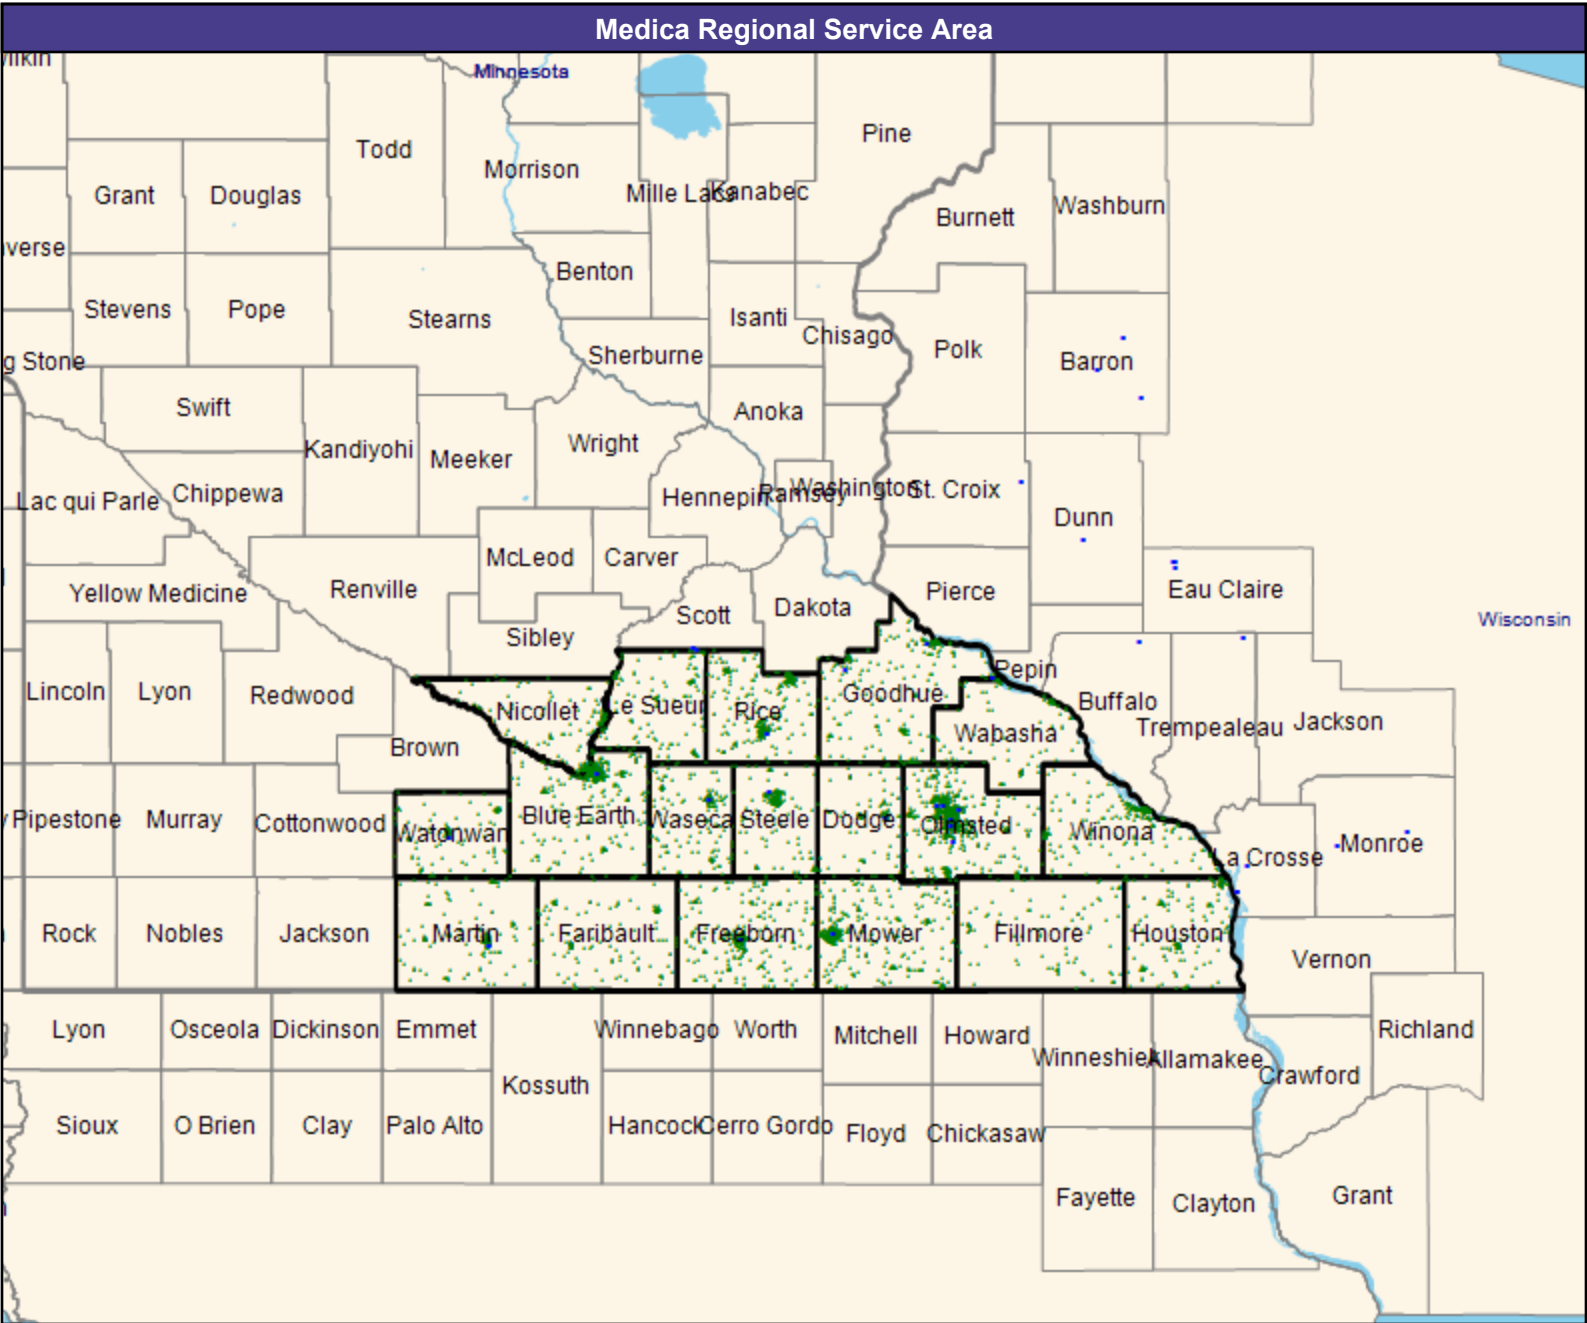 Medica Regional Service Area
Minnesota
Todd
Pine
Morrison
Grant
Douglas
Mille Lacs
Kanabec
Burnett
Washburn
verse
Benton
Stevens
Pope
Stearns
Isanti
Chisago
Polk
Barron
g Stone
Sherburne
Swift
Anoka
Kandiyohi
Meeker
Wright
Lac qui Parle
Chippewa
Hennepin
Ramsey
Washington
St. Croix
Dunn
McLeod
Carver
Yellow Medicine
Renville
Pierce
Eau Claire
Scott
Dakota
Sibley
Wisconsin
Pepin
Lincoln
Lyon
Redwood
Nicollet
Le Sueur
Rice
Goodhue
Buffalo
Trempealeau
Jackson
Brown
Wabasha
Pipestone
Murray
Cottonwood
Watonwan
Blue Earth
Waseca
Steele
Dodge
Olmsted
Winona
La Crosse
Monroe
Rock
Nobles
Jackson
Martin
Faribault
Freeborn
Mower
Fillmore
Houston
Vernon
Lyon
Osceola
Dickinson
Emmet
Winnebago
Worth
Mitchell
Howard
Winneshiek
Allamakee
Richland
Crawford
Kossuth
Sioux
O Brien
Clay
Palo Alto
Hancock
Cerro Gordo
Floyd
Chickasaw
Fayette
Clayton
Grant